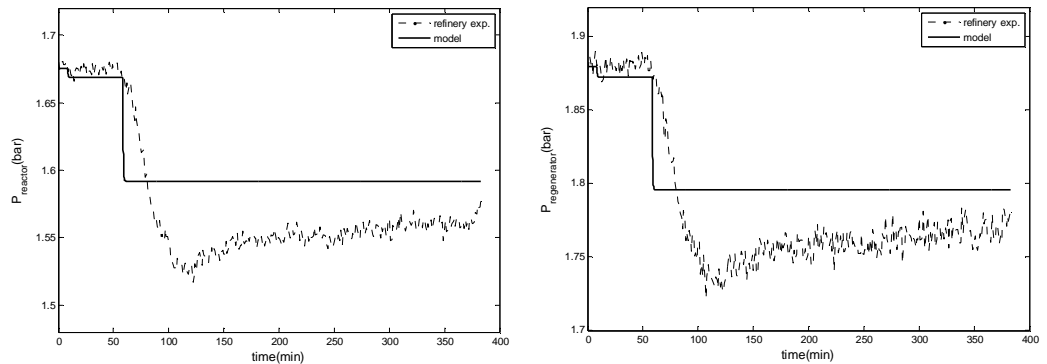 1.7
1.65
1.6
1.55
1.5
P reactor (bar)
0 50 100 150 200 250 300 350 400
time(min)
refinery exp.
model
1.9
1.85
1.8
1.75
1.7
P regenerator (bar)
0 50 100 150 200 250 300 350 400
time(min)
refinery exp.
model